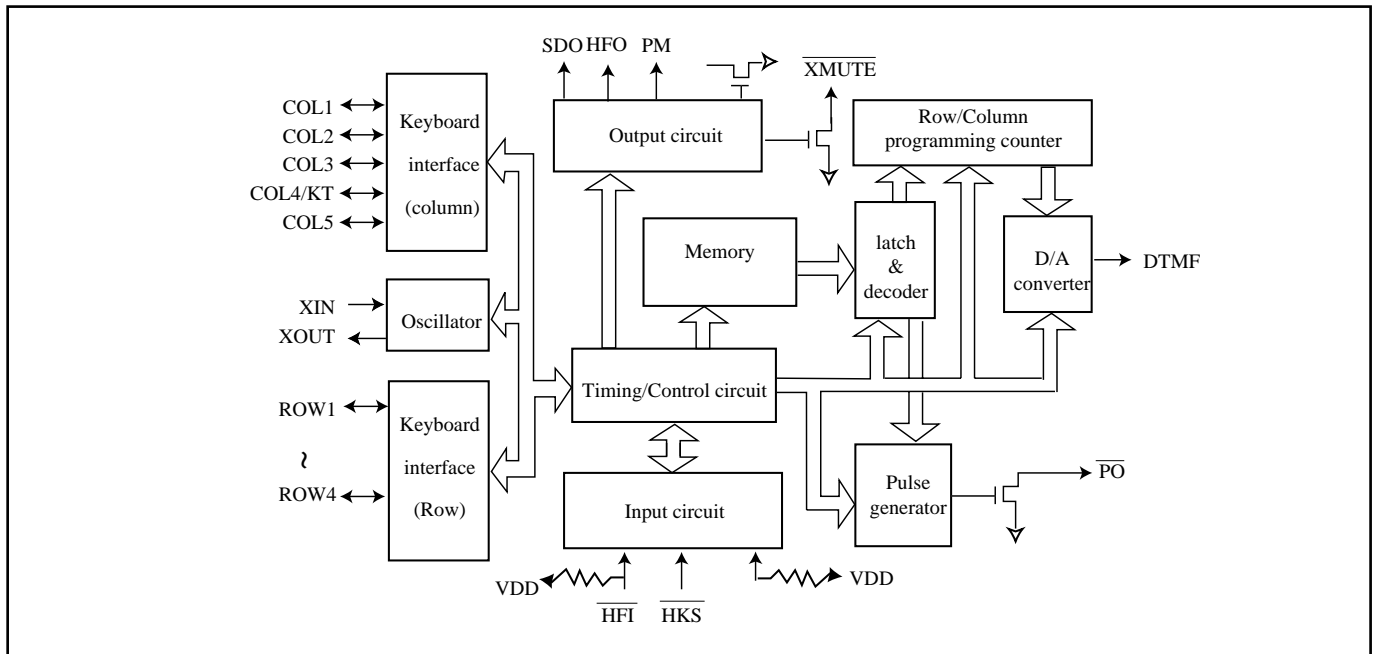 SDO HFO PM
XMUTE
COL1
COL2
COL3
COL4/KT
COL5
Keyboard
interface
(column)
Output circuit
Row/Column
programming counter
Memory
latch
&
decoder
D/A
converter
DTMF
XIN
XOUT
Oscillator
Timing/Control circuit
ROW1
~
ROW4
Keyboard
interface
(Row)
Input circuit
Pulse
generator
PO
VDD
VDD
HFI
HKS